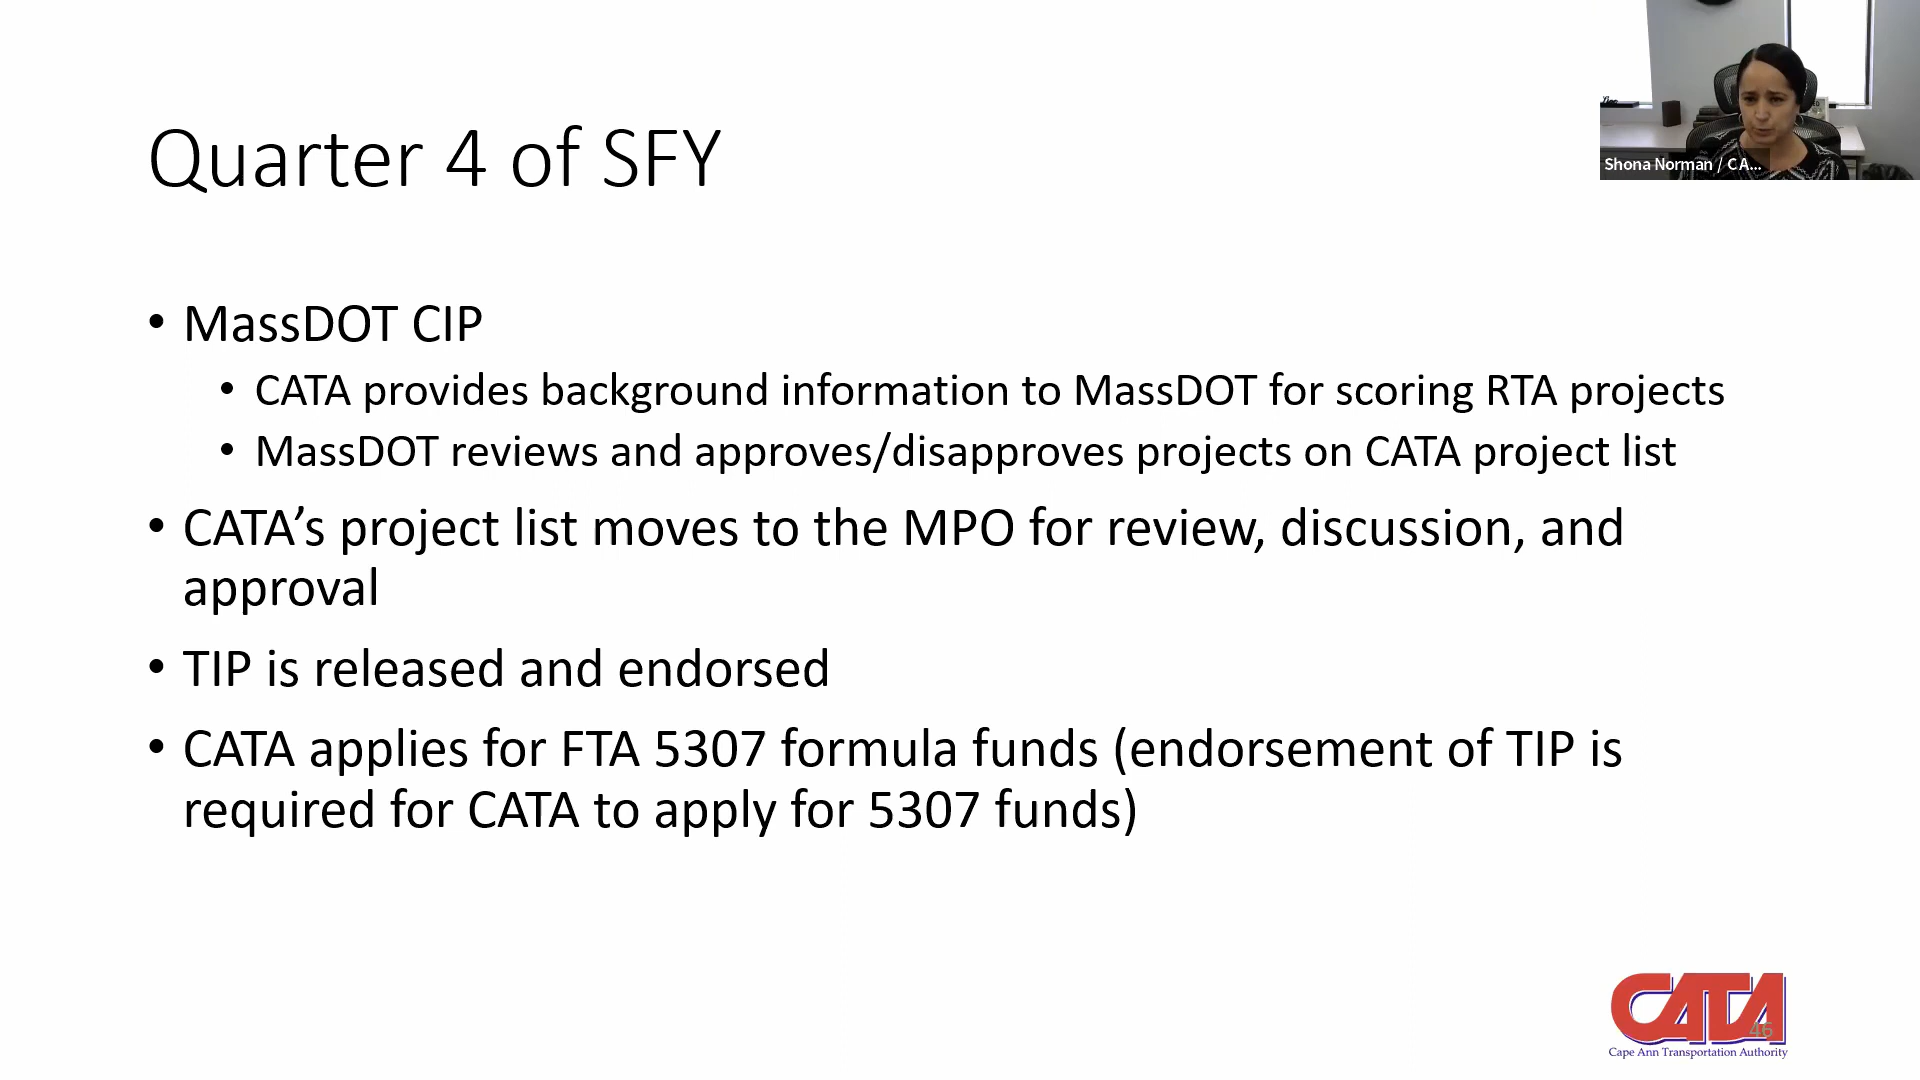 Quarter 4 of SFY
Shona Norman / CA...
• MassDOT CIP
• CATA provides background information to MassDOT for scoring RTA projects
• MassDOT reviews and approves/disapproves projects on CATA project list
• CATA’s project list moves to the MPO for review, discussion, and
approval
• TIP is released and endorsed
• CATA applies for FTA 5307 formula funds (endorsement of TIP is
required for CATA to apply for 5307 funds)
CATA
46
Cape Ann Transportation Authority